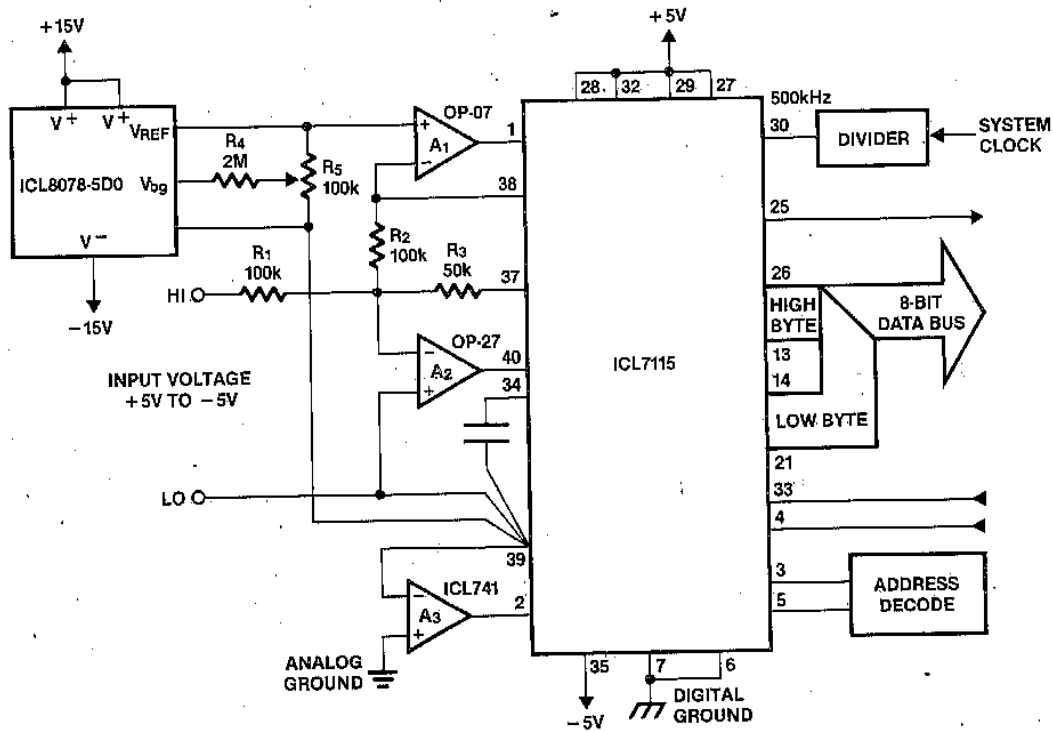 +15V
V+
V+
VREF
ICL8078-5D0
Vbg
V−
−15V
R4
2M
R5
100k
OP-07
+
−
A1
R2
100k
R1
100k
R3
50k
HI
INPUT VOLTAGE
+5V TO −5V
OP-27
−
A2
+
LO
ICL741
−
A3
+
ANALOG
GROUND
+5V
28
32
29
27
1
38
37
40
34
39
2
ICL7115
35
−5V
7
6
DIGITAL
GROUND
500kHz
30
DIVIDER
SYSTEM
CLOCK
25
26
HIGH
BYTE
8-BIT
DATA BUS
13
14
LOW BYTE
21
33
4
3
5
ADDRESS
DECODE